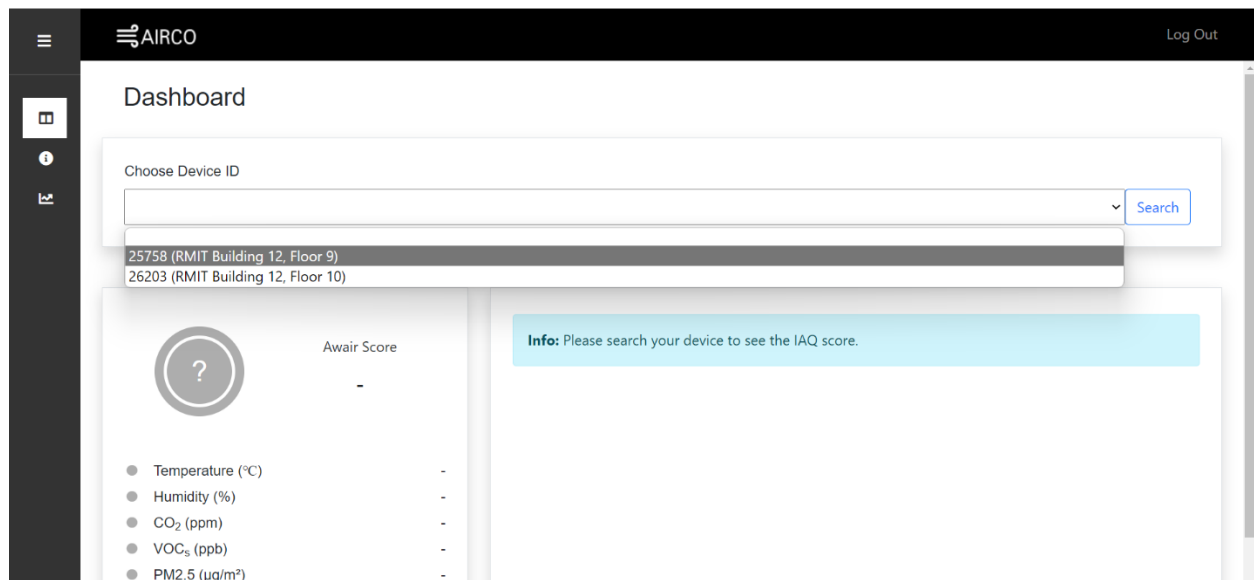 AIRCO
Log Out
Dashboard
Choose Device ID
Search
25758 (RMIT Building 12, Floor 9)
26203 (RMIT Building 12, Floor 10)
?
Awair Score
-
Info: Please search your device to see the IAQ score.
Temperature (℃) -
Humidity (%) -
CO₂ (ppm) -
VOCₛ (ppb) -
PM2.5 (µg/m²) -